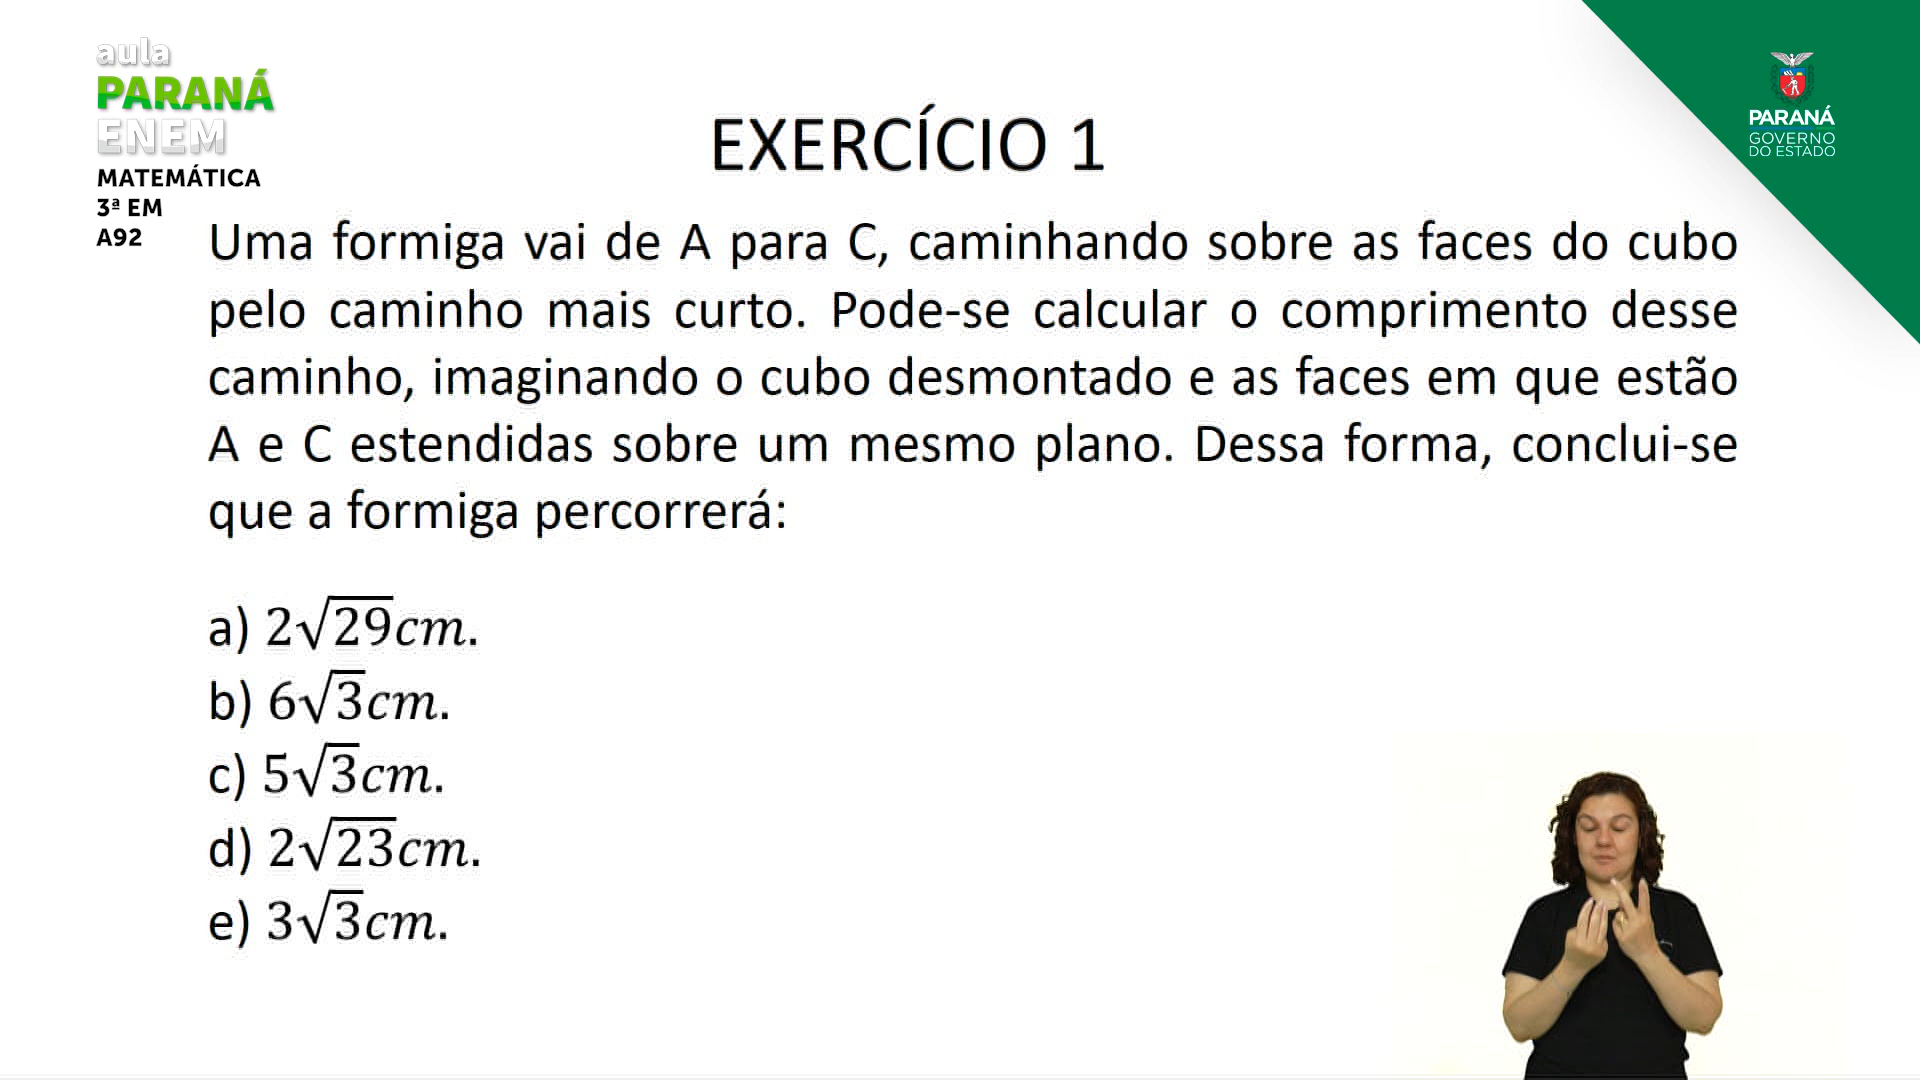 aula
PARANÁ
ENEM
MATEMÁTICA
3ª EM
A92
PARANÁ
GOVERNO
DO ESTADO
EXERCÍCIO 1
Uma formiga vai de A para C, caminhando sobre as faces do cubo
pelo caminho mais curto. Pode-se calcular o comprimento desse
caminho, imaginando o cubo desmontado e as faces em que estão
A e C estendidas sobre um mesmo plano. Dessa forma, conclui-se
que a formiga percorrerá:
a) 2√29cm.
b) 6√3cm.
c) 5√3cm.
d) 2√23cm.
e) 3√3cm.